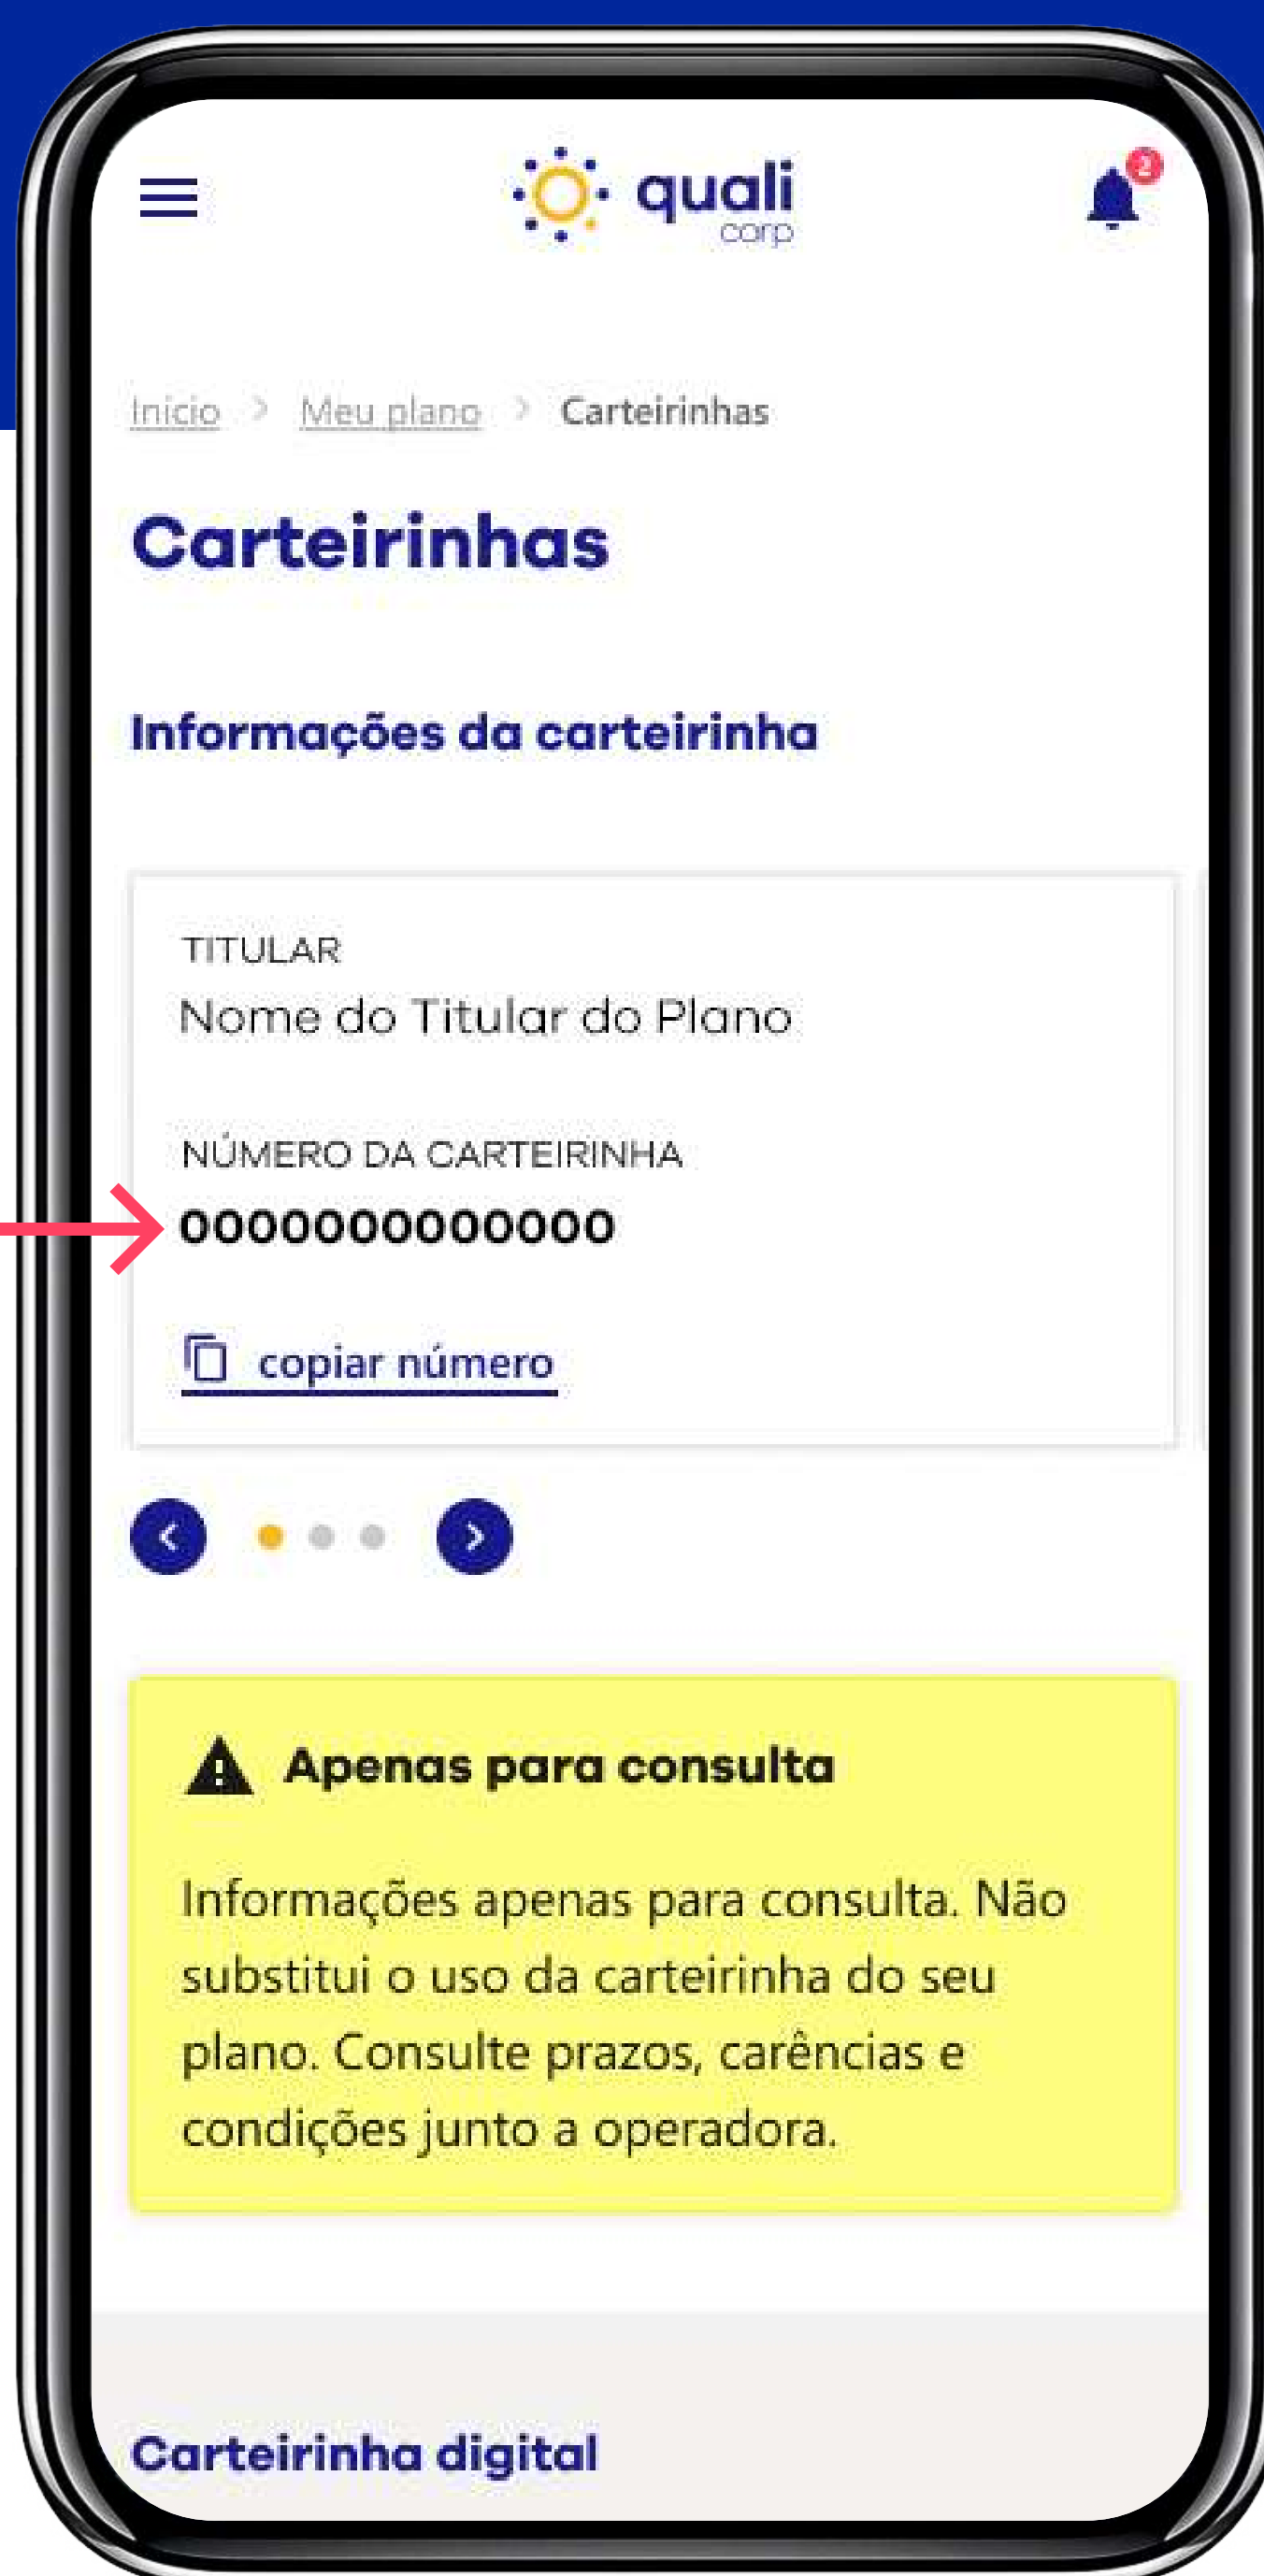 quali
corp
2
Início > Meu plano > Carteirinhas
Carteirinhas
Informações da carteirinha
TITULAR
Nome do Titular do Plano
NÚMERO DA CARTEIRINHA
0000000000000
copiar número
Apenas para consulta
Informações apenas para consulta. Não
substitui o uso da carteirinha do seu
plano. Consulte prazos, carências e
condições junto a operadora.
Carteirinha digital